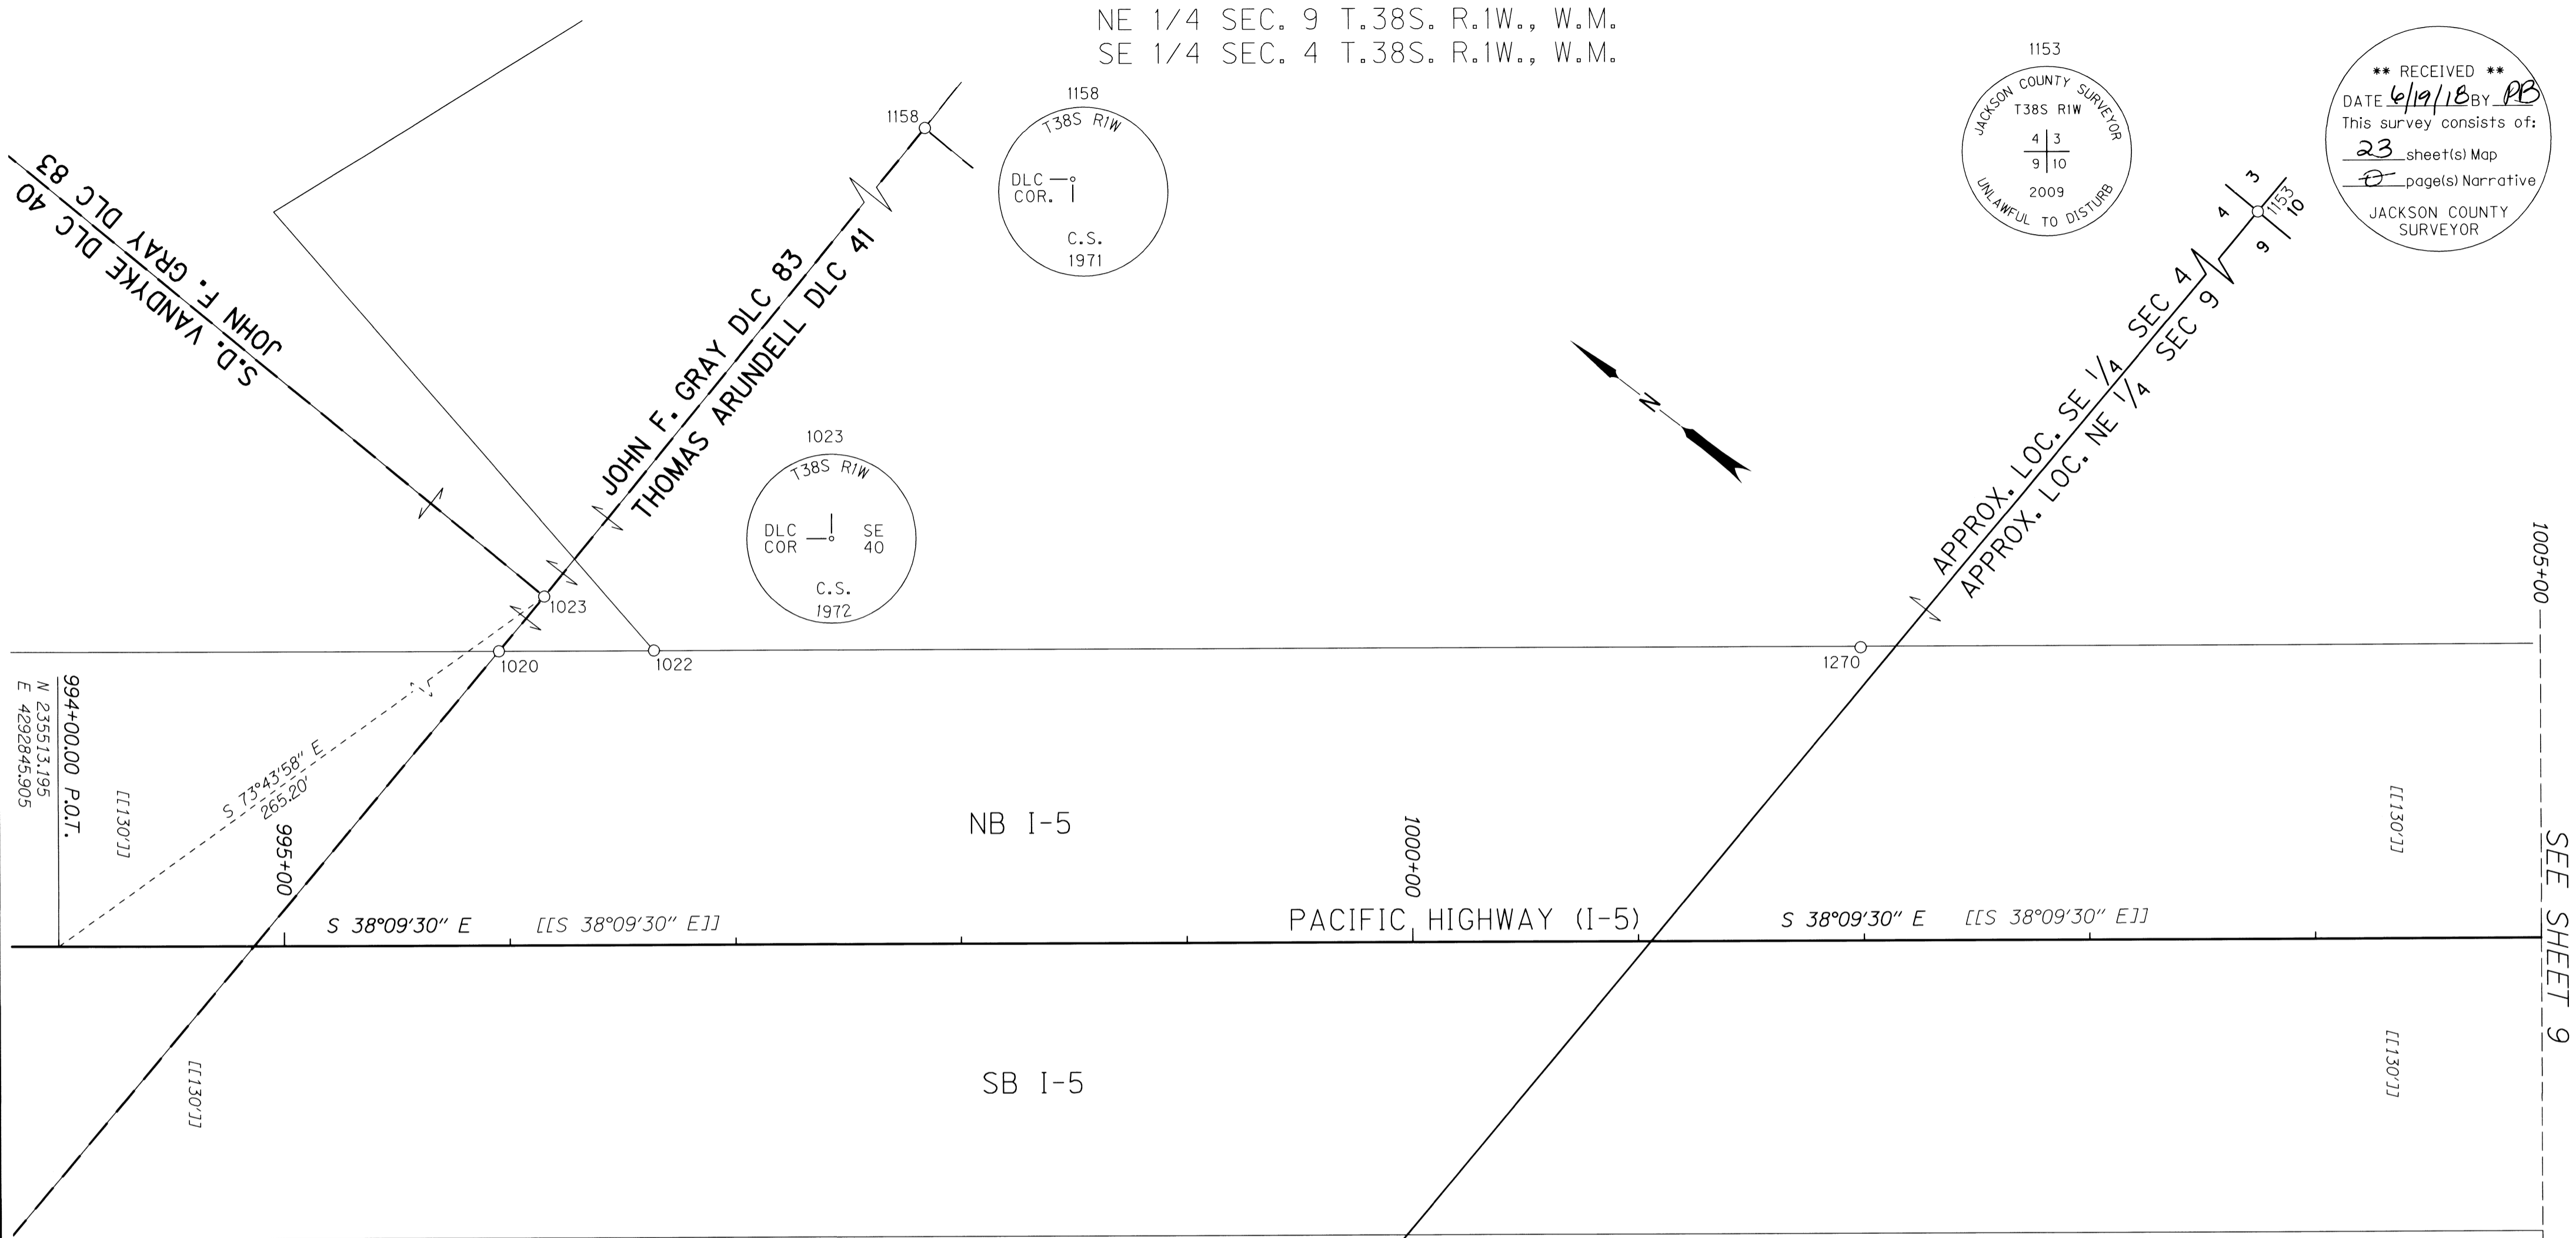 NE 1/4 SEC. 9 T.38S. R.1W., W.M.
SE 1/4 SEC. 4 T.38S. R.1W., W.M.
1158
1158
T38S R1W
DLC
COR.
C.S.
1971
1153
JACKSON COUNTY SURVEYOR
T38S R1W
4 3
9 10
2009
UNLAWFUL TO DISTURB
** RECEIVED **
DATE 6/19/18 BY PB
This survey consists of:
23 sheet(s) Map
0 page(s) Narrative
JACKSON COUNTY
SURVEYOR
3
4
1153
10
9
S.D. VANDYKE DLC 40
JOHN F. GRAY DLC 83
JOHN F. GRAY DLC 83
THOMAS ARUNDELL DLC 41
1023
T38S R1W
DLC
COR
SE
40
C.S.
1972
N
APPROX. LOC. SE 1/4 SEC 4
APPROX. LOC. NE 1/4 SEC 9
1005+00
1023
1020
1022
1270
994+00.00 P.O.T.
N 235513.195
E 4292845.905
[[130']]
S 73°43'58" E
265.20'
995+00
NB I-5
1000+00
[[130']]
S 38°09'30" E
[[S 38°09'30" E]]
PACIFIC HIGHWAY (I-5)
S 38°09'30" E
[[S 38°09'30" E]]
SEE SHEET 9
[[130']]
SB I-5
[[130']]